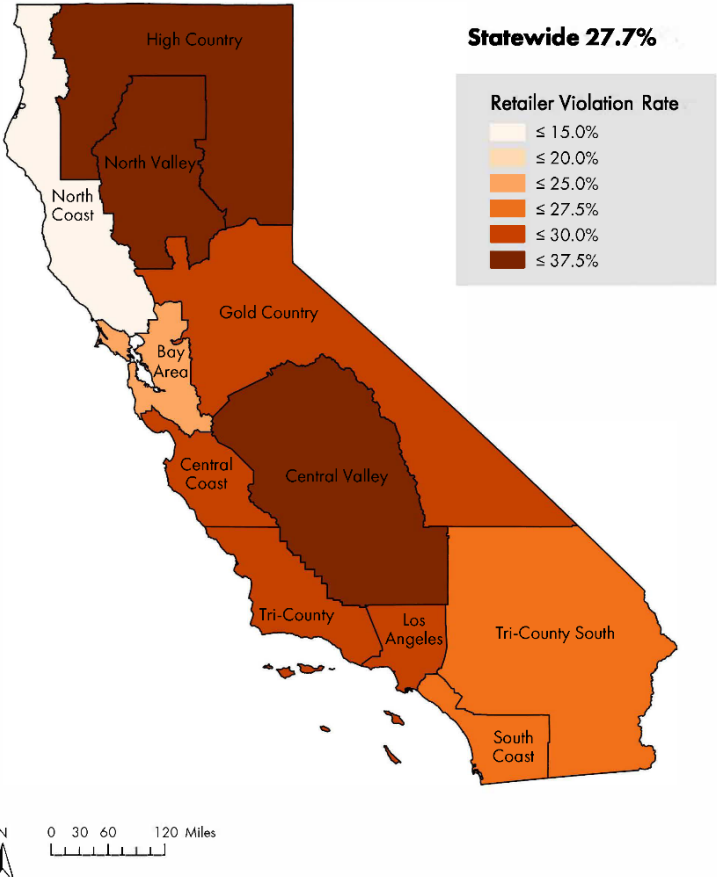 Statewide 27.7%
High Country
Retailer Violation Rate
≤ 15.0%
≤ 20.0%
≤ 25.0%
≤ 27.5%
≤ 30.0%
≤ 37.5%
North Valley
North
Coast
Gold Country
Bay
Area
Central
Coast
Central Valley
Tri-County
Los
Angeles
Tri-County South
South
Coast
N
0 30 60 120 Miles